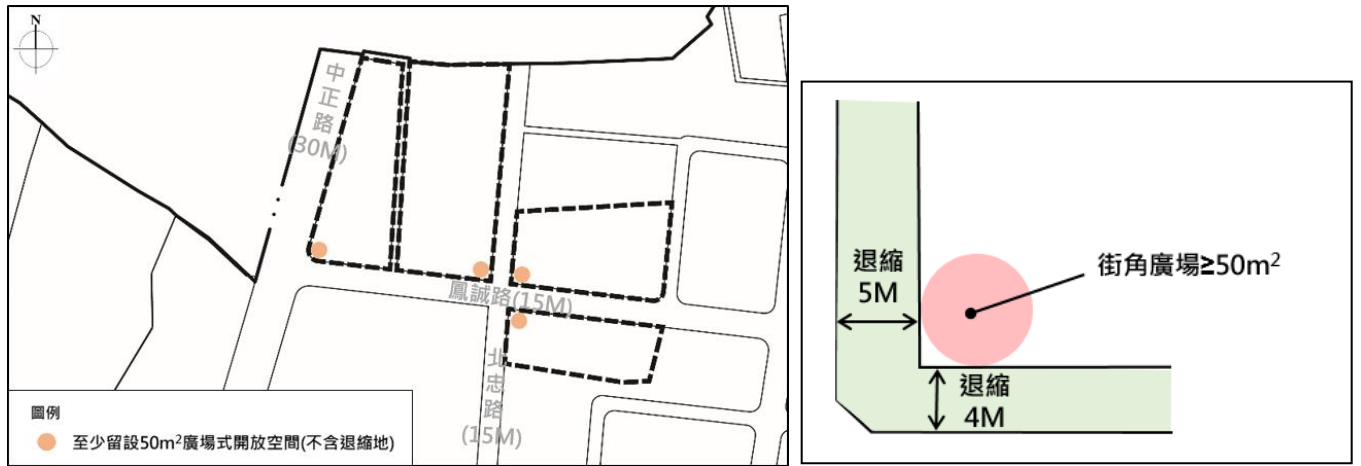 N
中正路
(30M)
鳳誠路(15M)
北忠路
(15M)
圖例
至少留設50m²廣場式開放空間(不含退縮地)
退縮
5M
街角廣場≥50m²
退縮
4M